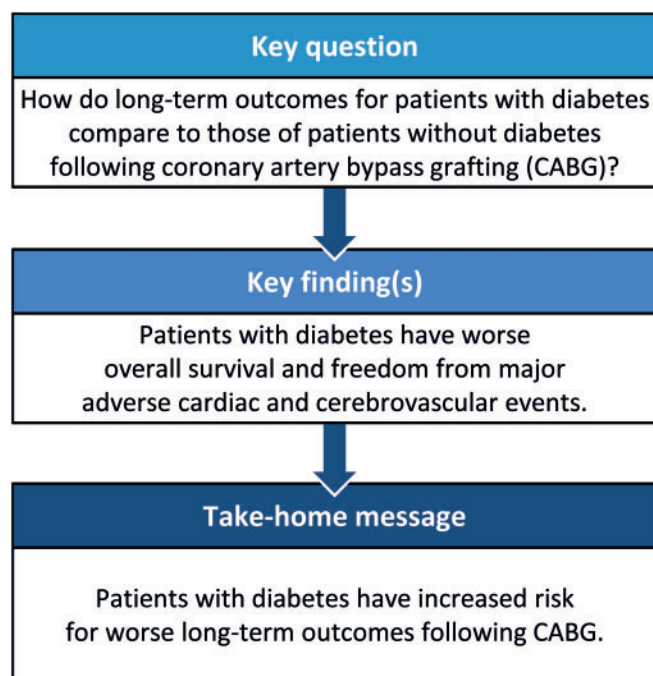 Key question
How do long-term outcomes for patients with diabetes
compare to those of patients without diabetes
following coronary artery bypass grafting (CABG)?
Key finding(s)
Patients with diabetes have worse
overall survival and freedom from major
adverse cardiac and cerebrovascular events.
Take-home message
Patients with diabetes have increased risk
for worse long-term outcomes following CABG.